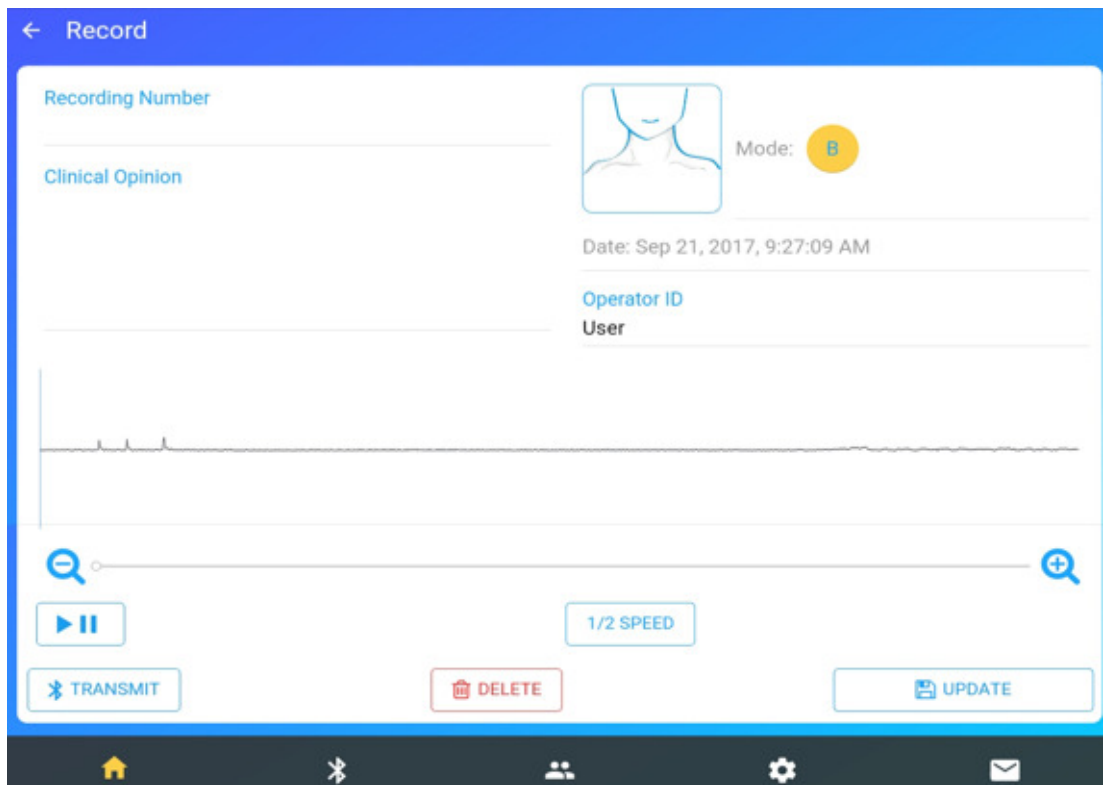 Record
Recording Number
Clinical Opinion
Mode: B
Date: Sep 21, 2017, 9:27:09 AM
Operator ID
User
1/2 SPEED
TRANSMIT
DELETE
UPDATE